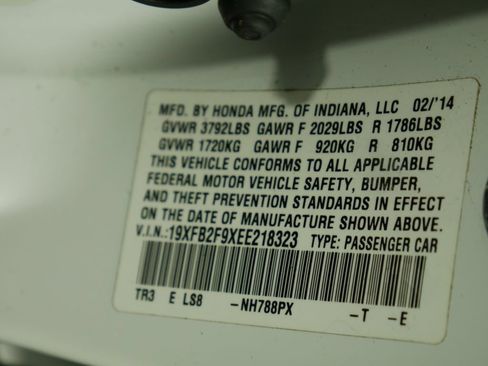 MFD. BY HONDA MFG. OF INDIANA, LLC 02/'14
GVWR 3792LBS GAWR F 2029LBS R 1786LBS
GVWR 1720KG GAWR F 920KG R 810KG
THIS VEHICLE CONFORMS TO ALL APPLICABLE
FEDERAL MOTOR VEHICLE SAFETY, BUMPER,
AND THEFT PREVENTION STANDARDS IN EFFECT
ON THE DATE OF MANUFACTURE SHOWN ABOVE.
V.I.N.:19XFB2F9XEE218323 TYPE: PASSENGER CAR
TR3 E LS8 -NH788PX -T -E